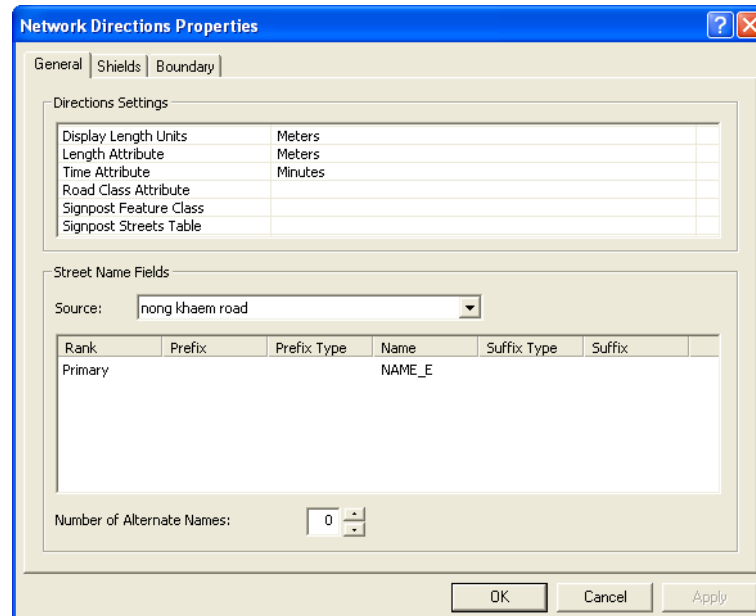 Network Directions Properties
General Shields Boundary
Directions Settings
Display Length Units Meters
Length Attribute Meters
Time Attribute Minutes
Road Class Attribute
Signpost Feature Class
Signpost Streets Table
Street Name Fields
Source: nong khaem road
Rank Prefix Prefix Type Name Suffix Type Suffix
Primary NAME_E
Number of Alternate Names: 0
OK Cancel Apply